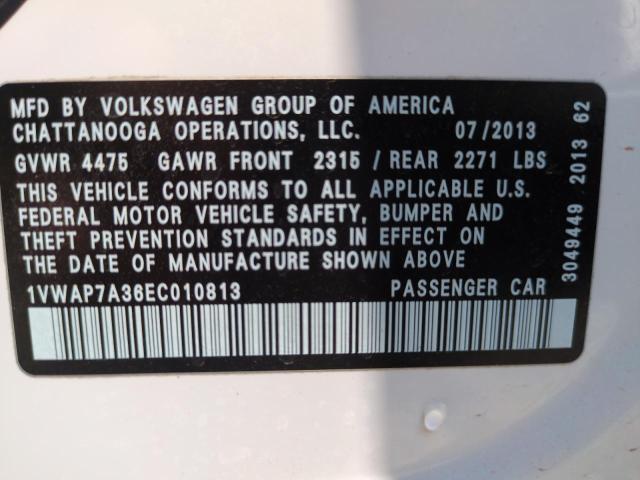 MFD BY VOLKSWAGEN GROUP OF AMERICA
CHATTANOOGA OPERATIONS, LLC. 07/2013
GVWR 4475 GAWR FRONT 2315 / REAR 2271 LBS
THIS VEHICLE CONFORMS TO ALL APPLICABLE U.S.
FEDERAL MOTOR VEHICLE SAFETY, BUMPER AND
THEFT PREVENTION STANDARDS IN EFFECT ON
THE DATE OF MANUFACTURE SHOWN ABOVE
1VWAP7A36EC010813 PASSENGER CAR
3049449 2013 62